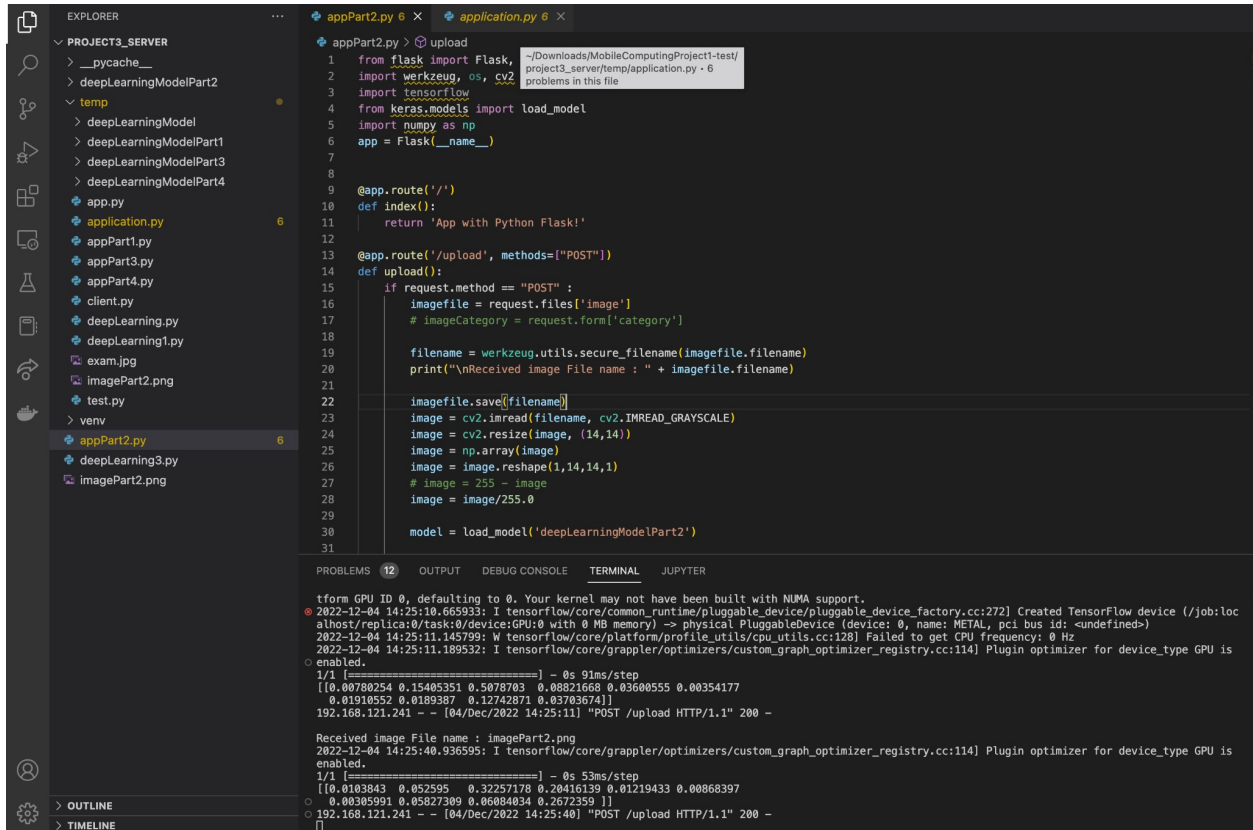 EXPLORER
PROJECT3_SERVER
__pycache__
deepLearningModelPart2
temp
deepLearningModel
deepLearningModelPart1
deepLearningModelPart3
deepLearningModelPart4
app.py
application.py 6
appPart1.py
appPart3.py
appPart4.py
client.py
deepLearning.py
deepLearning1.py
exam.jpg
imagePart2.png
test.py
venv
appPart2.py 6
deepLearning3.py
imagePart2.png
OUTLINE
TIMELINE
appPart2.py 6 application.py 6
appPart2.py > upload
~/Downloads/MobileComputingProject1-test/
project3_server/temp/application.py • 6
problems in this file
1 from flask import Flask,
2 import werkzeug, os, cv2
3 import tensorflow
4 from keras.models import load_model
5 import numpy as np
6 app = Flask(__name__)
7
8
9 @app.route('/')
10 def index():
11 return 'App with Python Flask!'
12
13 @app.route('/upload', methods=["POST"])
14 def upload():
15 if request.method == "POST" :
16 imagefile = request.files['image']
17 # imageCategory = request.form['category']
18
19 filename = werkzeug.utils.secure_filename(imagefile.filename)
20 print("\nReceived image File name : " + imagefile.filename)
21
22 imagefile.save(filename)
23 image = cv2.imread(filename, cv2.IMREAD_GRAYSCALE)
24 image = cv2.resize(image, (14,14))
25 image = np.array(image)
26 image = image.reshape(1,14,14,1)
27 # image = 255 - image
28 image = image/255.0
29
30 model = load_model('deepLearningModelPart2')
31
PROBLEMS 12 OUTPUT DEBUG CONSOLE TERMINAL JUPYTER
tform GPU ID 0, defaulting to 0. Your kernel may not have been built with NUMA support.
2022-12-04 14:25:10.665933: I tensorflow/core/common_runtime/pluggable_device/pluggable_device_factory.cc:272] Created TensorFlow device (/job:loc
alhost/replica:0/task:0/device:GPU:0 with 0 MB memory) -> physical PluggableDevice (device: 0, name: METAL, pci bus id: <undefined>)
2022-12-04 14:25:11.145799: W tensorflow/core/platform/profile_utils/cpu_utils.cc:128] Failed to get CPU frequency: 0 Hz
2022-12-04 14:25:11.189532: I tensorflow/core/grappler/optimizers/custom_graph_optimizer_registry.cc:114] Plugin optimizer for device_type GPU is
enabled.
1/1 [==============================] - 0s 91ms/step
[[0.00780254 0.15405351 0.5078703 0.08821668 0.03600555 0.00354177
0.01910552 0.0189387 0.12742871 0.03703674]]
192.168.121.241 - - [04/Dec/2022 14:25:11] "POST /upload HTTP/1.1" 200 -
Received image File name : imagePart2.png
2022-12-04 14:25:40.936595: I tensorflow/core/grappler/optimizers/custom_graph_optimizer_registry.cc:114] Plugin optimizer for device_type GPU is
enabled.
1/1 [==============================] - 0s 53ms/step
[[0.0103843 0.052595 0.32257178 0.20416139 0.01219433 0.00868397
0.00305991 0.05827309 0.06084034 0.2672359 ]]
192.168.121.241 - - [04/Dec/2022 14:25:40] "POST /upload HTTP/1.1" 200 -